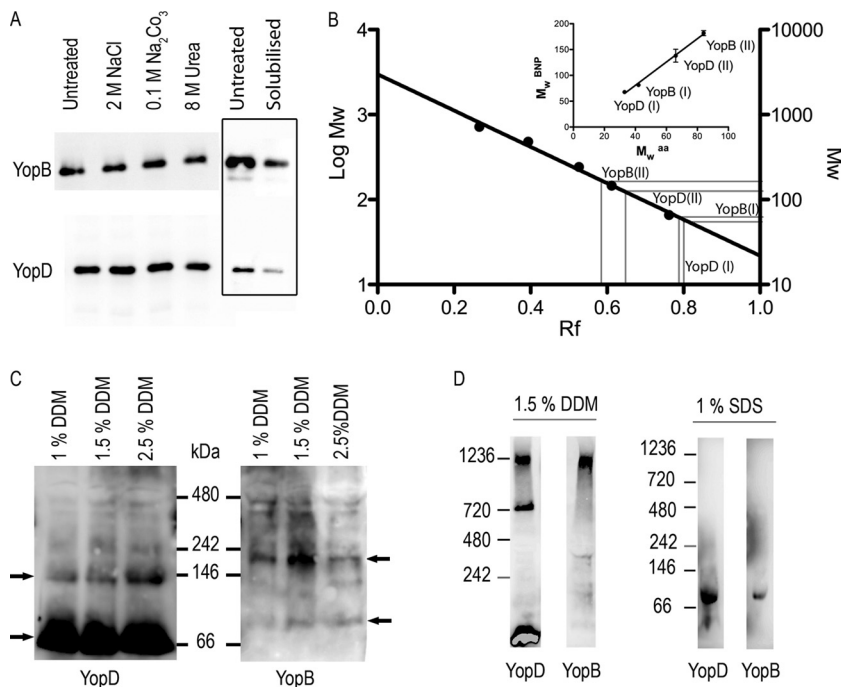 A
Untreated
2 M NaCl
0.1 M Na2Co3
8 M Urea
Untreated
Solubilised
YopB
YopD
B
Log Mw
4
3
2
1
0.0
0.2
0.4
0.6
0.8
1.0
Rf
10000
1000
100
10
Mw
YopB(II)
YopD(II)
YopB(I)
YopD (I)
Mw BNP
200
150
100
50
0
0
20
40
60
80
100
Mw aa
YopB (II)
YopD (II)
YopB (I)
YopD (I)
C
1 % DDM
1.5 % DDM
2.5 % DDM
kDa
1 % DDM
1.5 % DDM
2.5%DDM
480
242
146
66
YopD
YopB
D
1.5 % DDM
1236
720
480
242
YopD
YopB
1 % SDS
1236
720
480
242
146
66
YopD
YopB